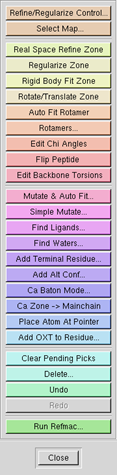 Refine/Regularize Control...
Select Map...
Real Space Refine Zone
Regularize Zone
Rigid Body Fit Zone
Rotate/Translate Zone
Auto Fit Rotamer
Rotamers...
Edit Chi Angles
Flip Peptide
Edit Backbone Torsions
Mutate & Auto Fit...
Simple Mutate...
Find Ligands...
Find Waters...
Add Terminal Residue...
Add Alt Conf...
Ca Baton Mode...
Ca Zone -> Mainchain
Place Atom At Pointer
Add OXT to Residue...
Clear Pending Picks
Delete...
Undo
Redo
Run Refmac...
Close